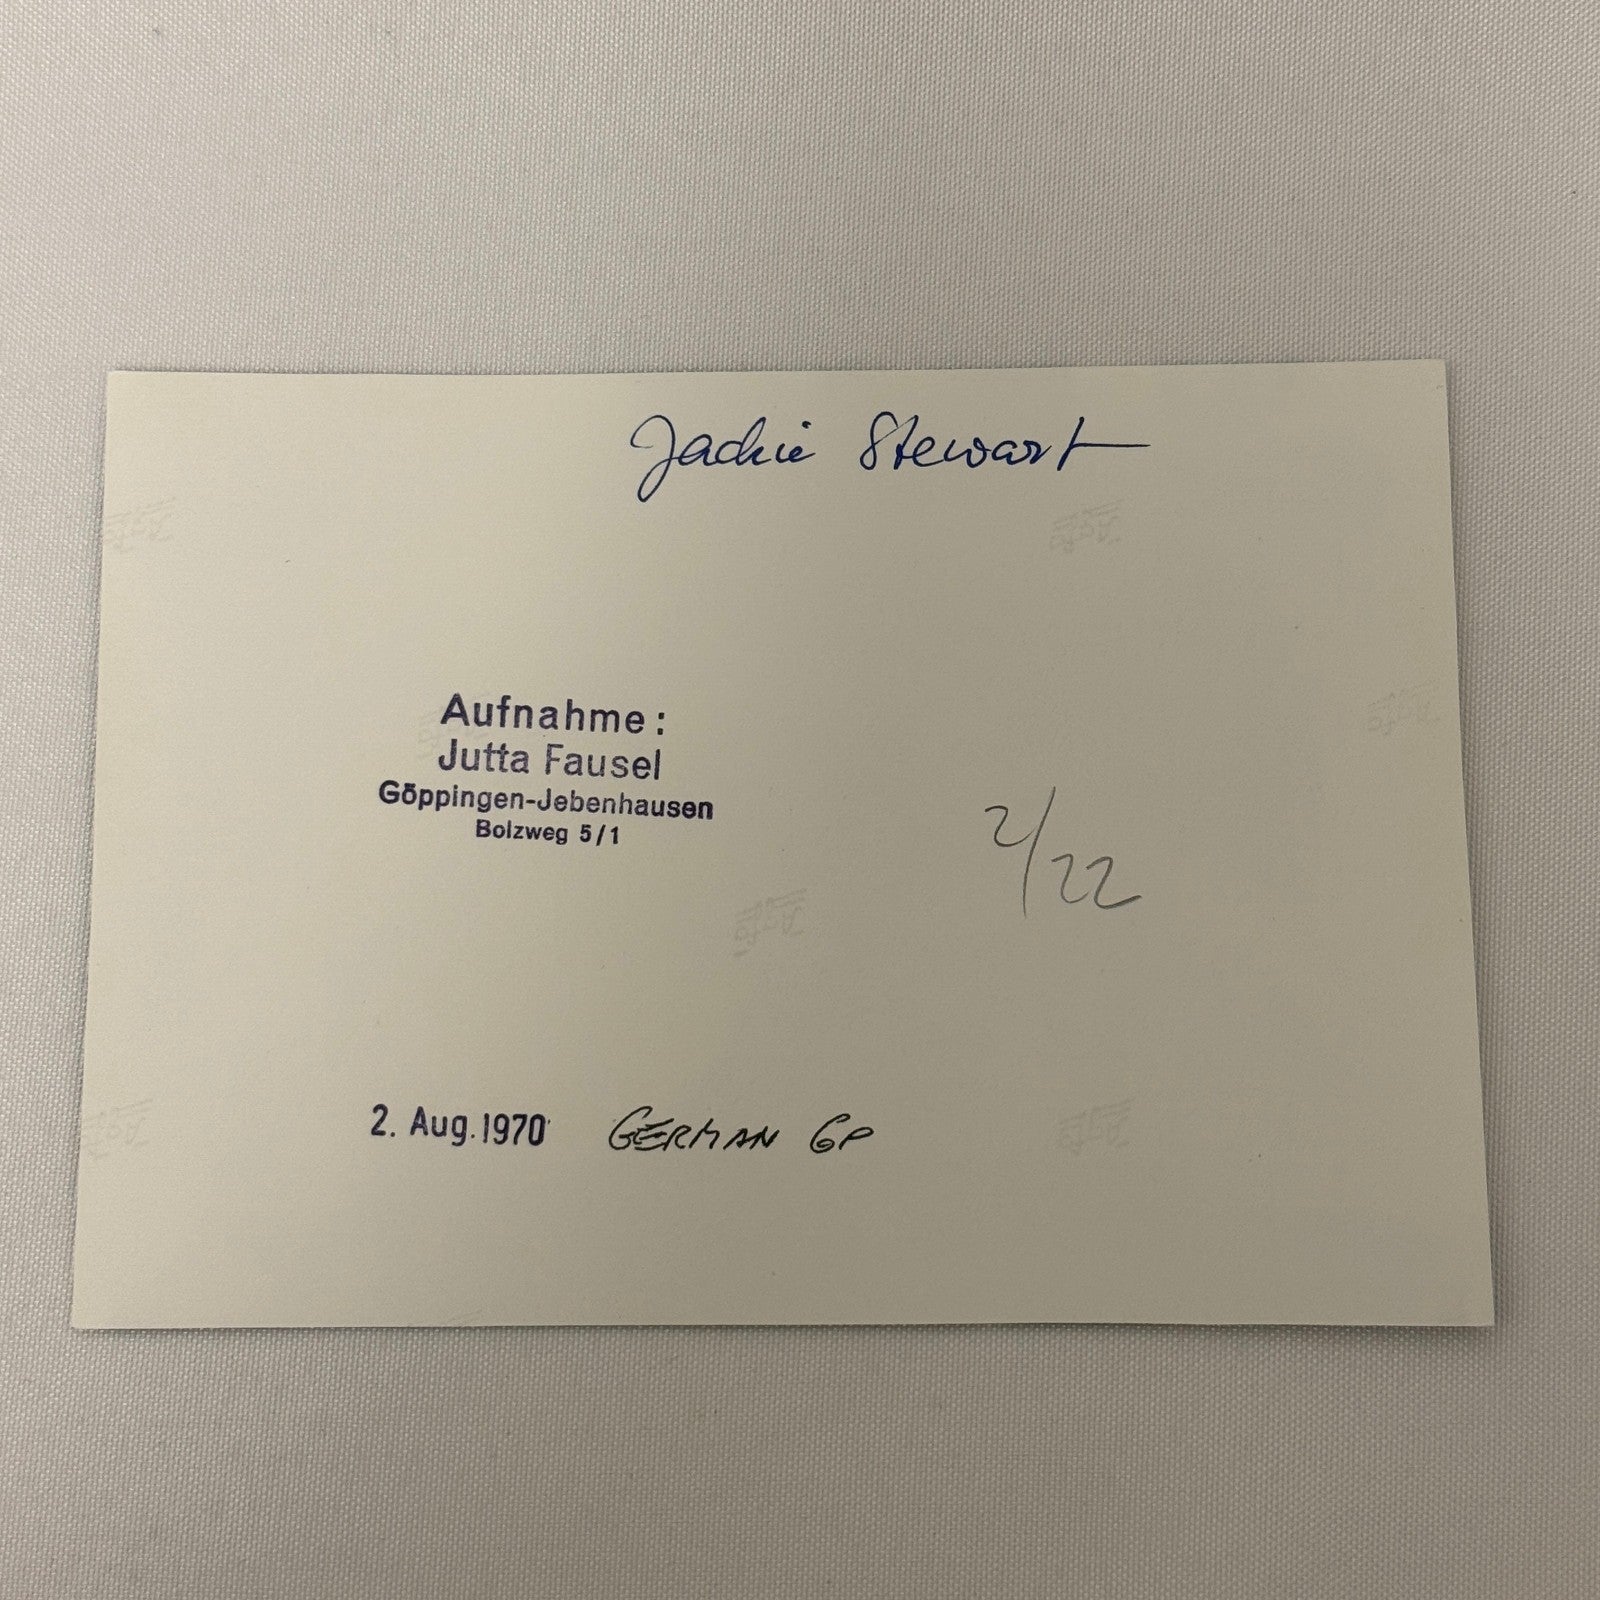 Jackie Stewart
Aufnahme:
Jutta Fausel
Göppingen-Jebenhausen
Bolzweg 5/1
2/22
2. Aug. 1970 GERMAN GP